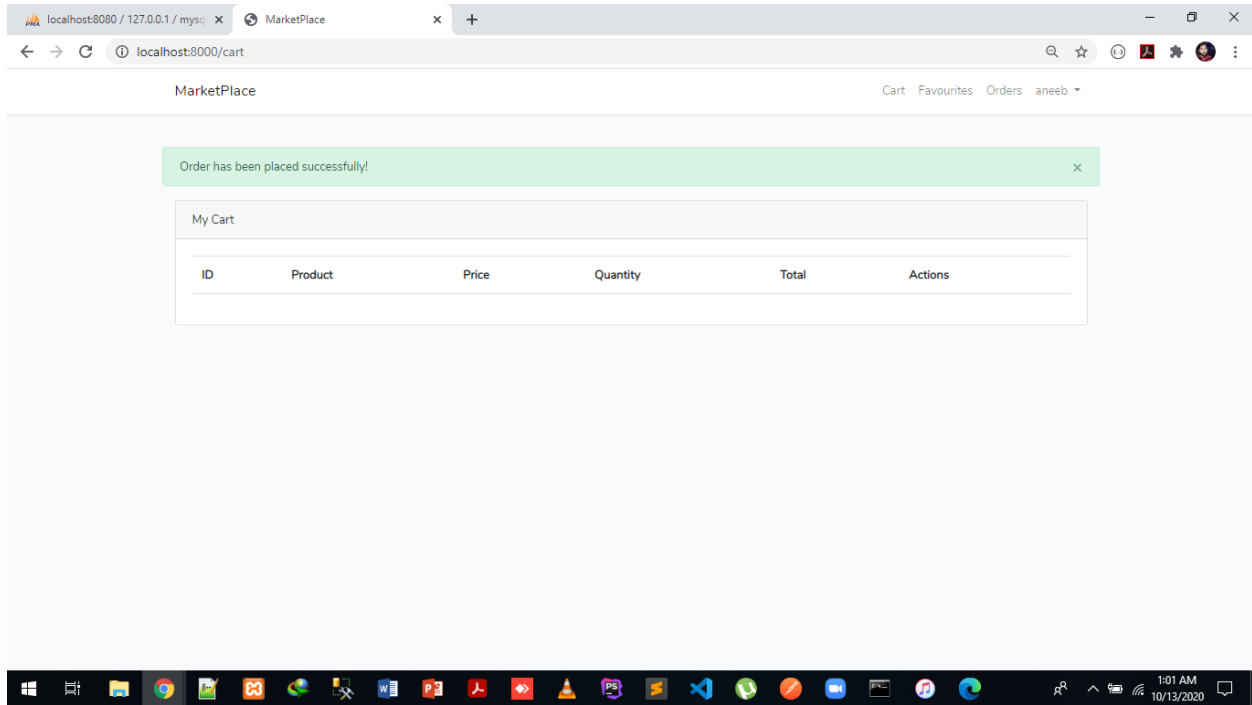 localhost:8080 / 127.0.0.1 / mysq
MarketPlace
localhost:8000/cart
MarketPlace
Cart Favourites Orders aneeb
Order has been placed successfully!
My Cart
ID Product Price Quantity Total Actions
1:01 AM
10/13/2020